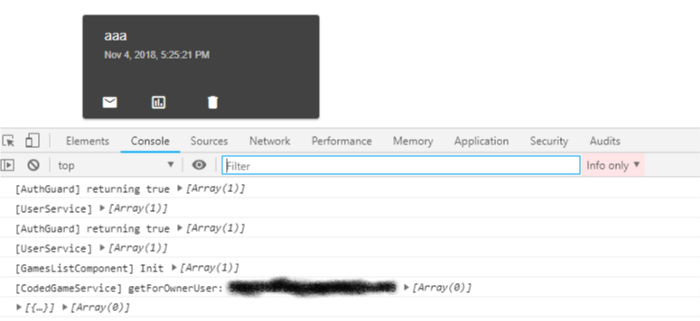 aaa
Nov 4, 2018, 5:25:21 PM
Elements Console Sources Network Performance Memory Application Security Audits
top ▼ Filter Info only ▼
[AuthGuard] returning true ▶[Array(1)]
[UserService] ▶[Array(1)]
[AuthGuard] returning true ▶[Array(1)]
[UserService] ▶[Array(1)]
[GamesListComponent] Init ▶[Array(1)]
[CodedGameService] getForOwnerUser: ▶[Array(0)]
▶[{…}] ▶[Array(0)]